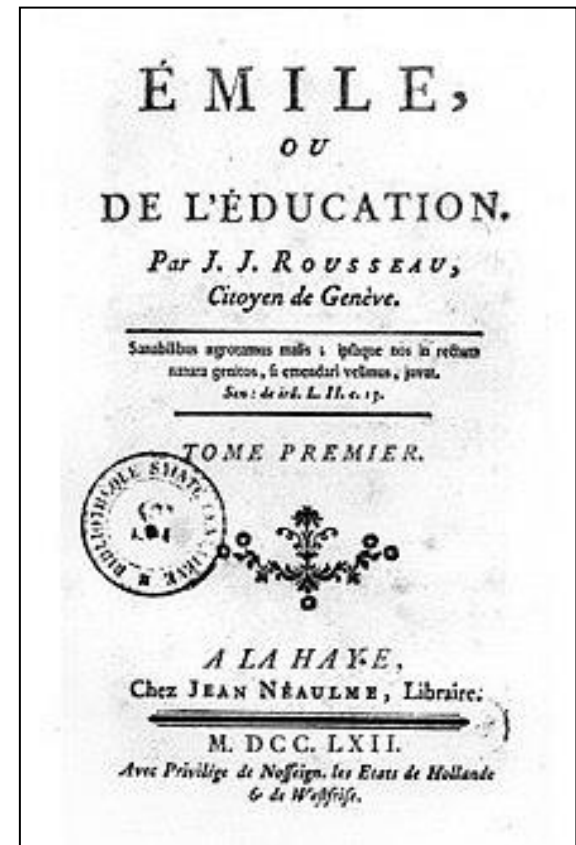 ÉMILE,
OU
DE L'ÉDUCATION.
Par J. J. ROUSSEAU,
Citoyen de Genève.
Sanabilibus ægrotamus malis ; ipsaque nos in rectum
natura genitos, si emendari velimus, juvat.
Sen : de irâ. L. II. c. 13.
TOME PREMIER.
A LA HAYE,
Chez JEAN NÉAULME, Libraire.
M. DCC. LXII.
Avec Privilége de Nosseign. les Etats de Hollande
& de Westfrise.